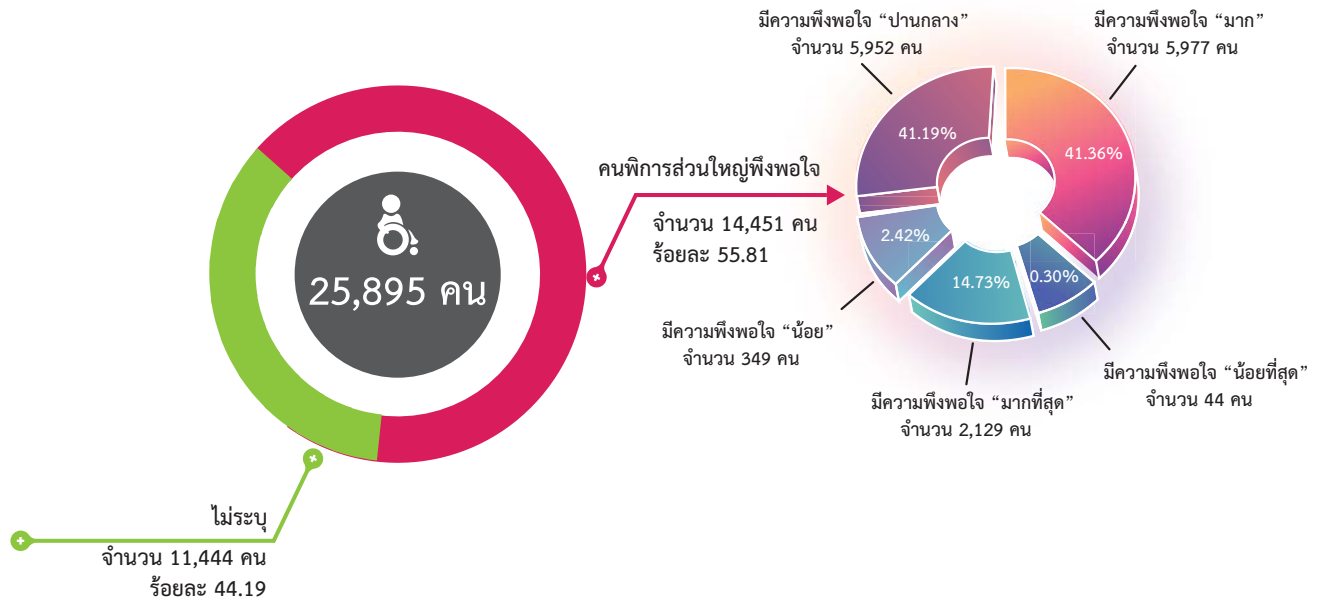 มีความพึงพอใจ “ปานกลาง”
จำนวน 5,952 คน
มีความพึงพอใจ “มาก”
จำนวน 5,977 คน
41.19%
41.36%
คนพิการส่วนใหญ่พึงพอใจ
จำนวน 14,451 คน
ร้อยละ 55.81
25,895 คน
2.42%
14.73%
0.30%
มีความพึงพอใจ “น้อย”
จำนวน 349 คน
มีความพึงพอใจ “มากที่สุด”
จำนวน 2,129 คน
มีความพึงพอใจ “น้อยที่สุด”
จำนวน 44 คน
ไม่ระบุ
จำนวน 11,444 คน
ร้อยละ 44.19